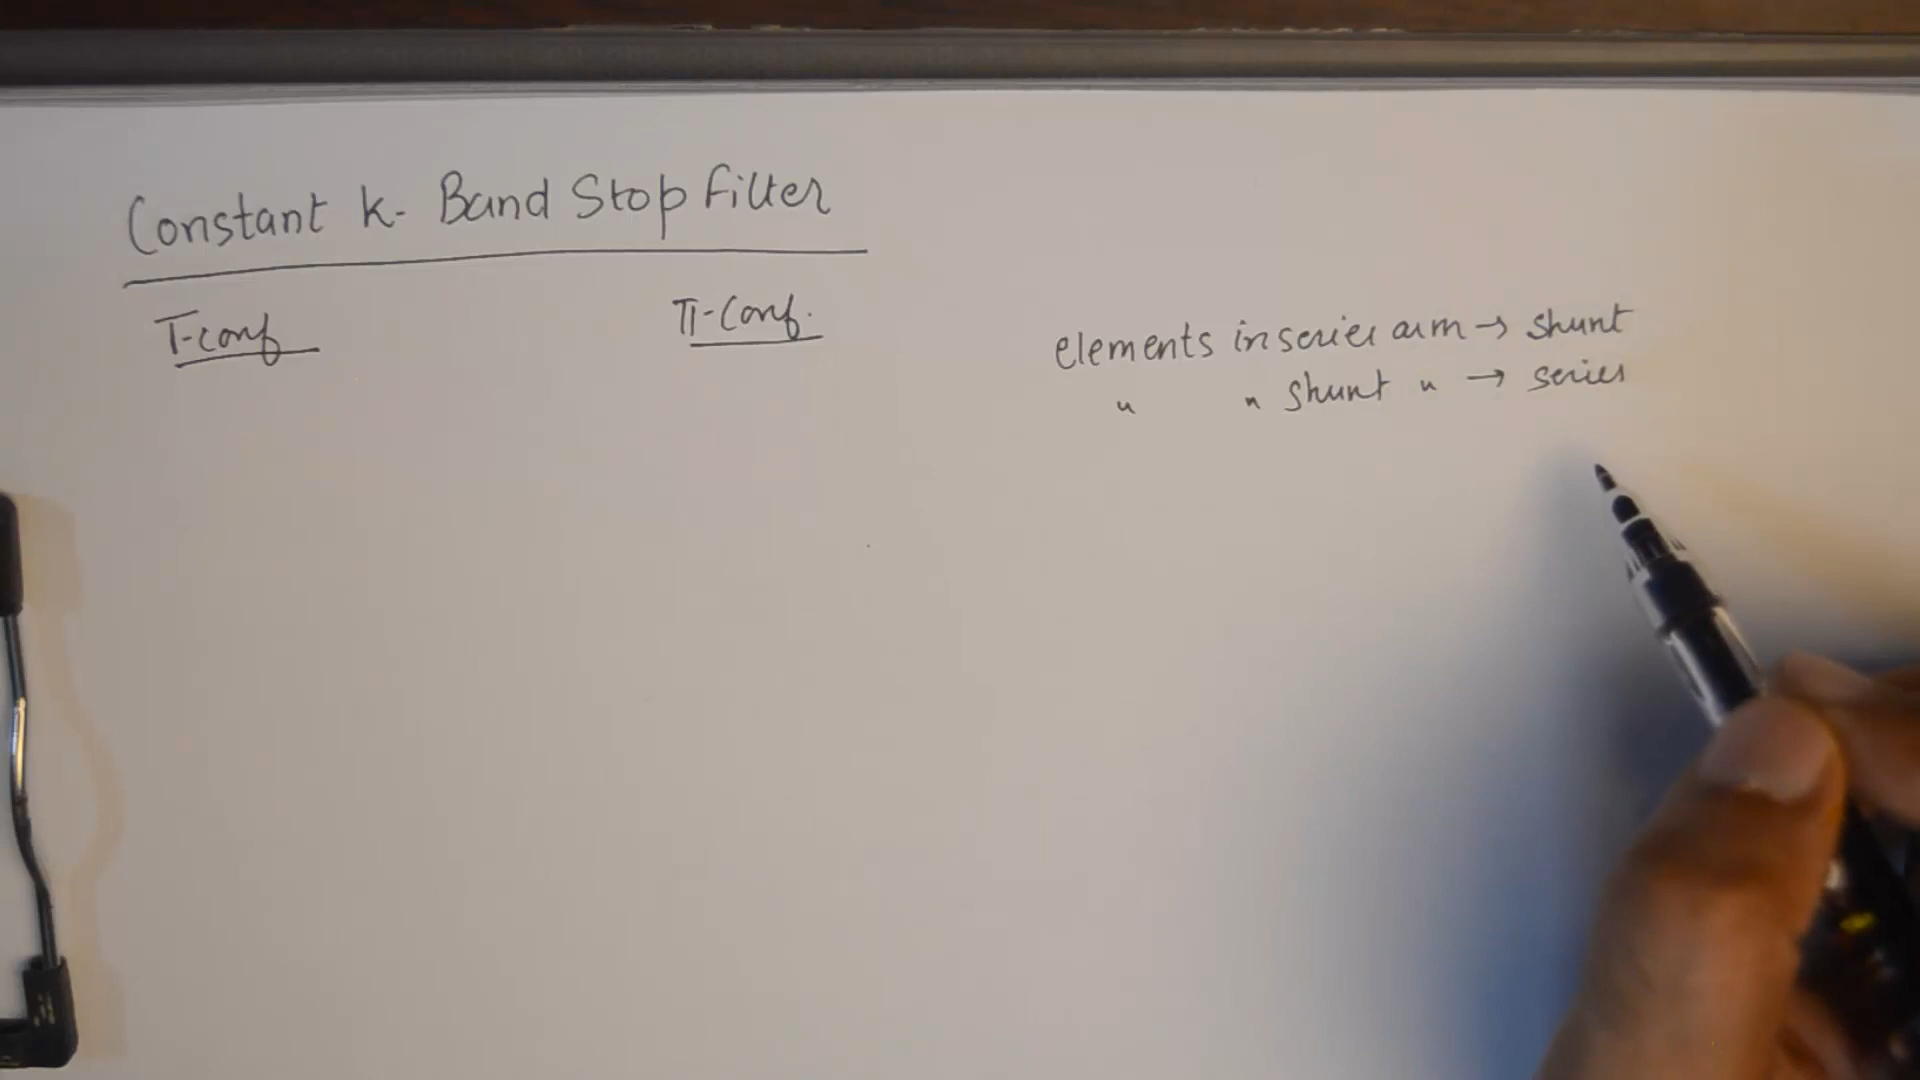 Constant k- Band Stop Filter
T-conf
π-Conf.
elements in series arm → shunt
" " shunt " → series